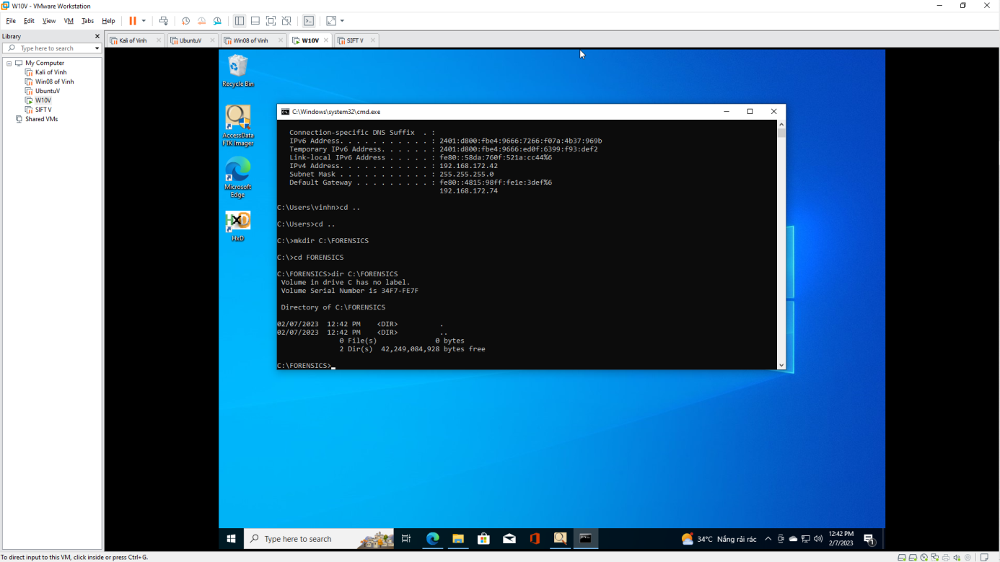 W10V - VMware Workstation
File Edit View VM Tabs Help
Library
Type here to search
My Computer
Kali of Vinh
Win08 of Vinh
UbuntuV
W10V
SIFT V
Shared VMs
Kali of Vinh
UbuntuV
Win08 of Vinh
W10V
SIFT V
Recycle Bin
AccessData
FTK Imager
Microsoft
Edge
HxD
C:\Windows\system32\cmd.exe
Connection-specific DNS Suffix . :
IPv6 Address. . . . . . . . . . . : 2401:d800:fbe4:9666:7266:f07a:4b37:969b
Temporary IPv6 Address. . . . . . : 2401:d800:fbe4:9666:ed0f:6399:f93:def2
Link-local IPv6 Address . . . . . : fe80::58da:760f:521a:cc44%6
IPv4 Address. . . . . . . . . . . : 192.168.172.42
Subnet Mask . . . . . . . . . . . : 255.255.255.0
Default Gateway . . . . . . . . . : fe80::4815:98ff:fe1e:3def%6
192.168.172.74
C:\Users\vinhn>cd ..
C:\Users>cd ..
C:\>mkdir C:\FORENSICS
C:\>cd FORENSICS
C:\FORENSICS>dir C:\FORENSICS
Volume in drive C has no label.
Volume Serial Number is 34F7-FE7F
Directory of C:\FORENSICS
02/07/2023 12:42 PM <DIR> .
02/07/2023 12:42 PM <DIR> ..
0 File(s) 0 bytes
2 Dir(s) 42,249,084,928 bytes free
C:\FORENSICS>
Type here to search
34°C Nắng rải rác
12:42 PM
2/7/2023
1
To direct input to this VM, click inside or press Ctrl+G.